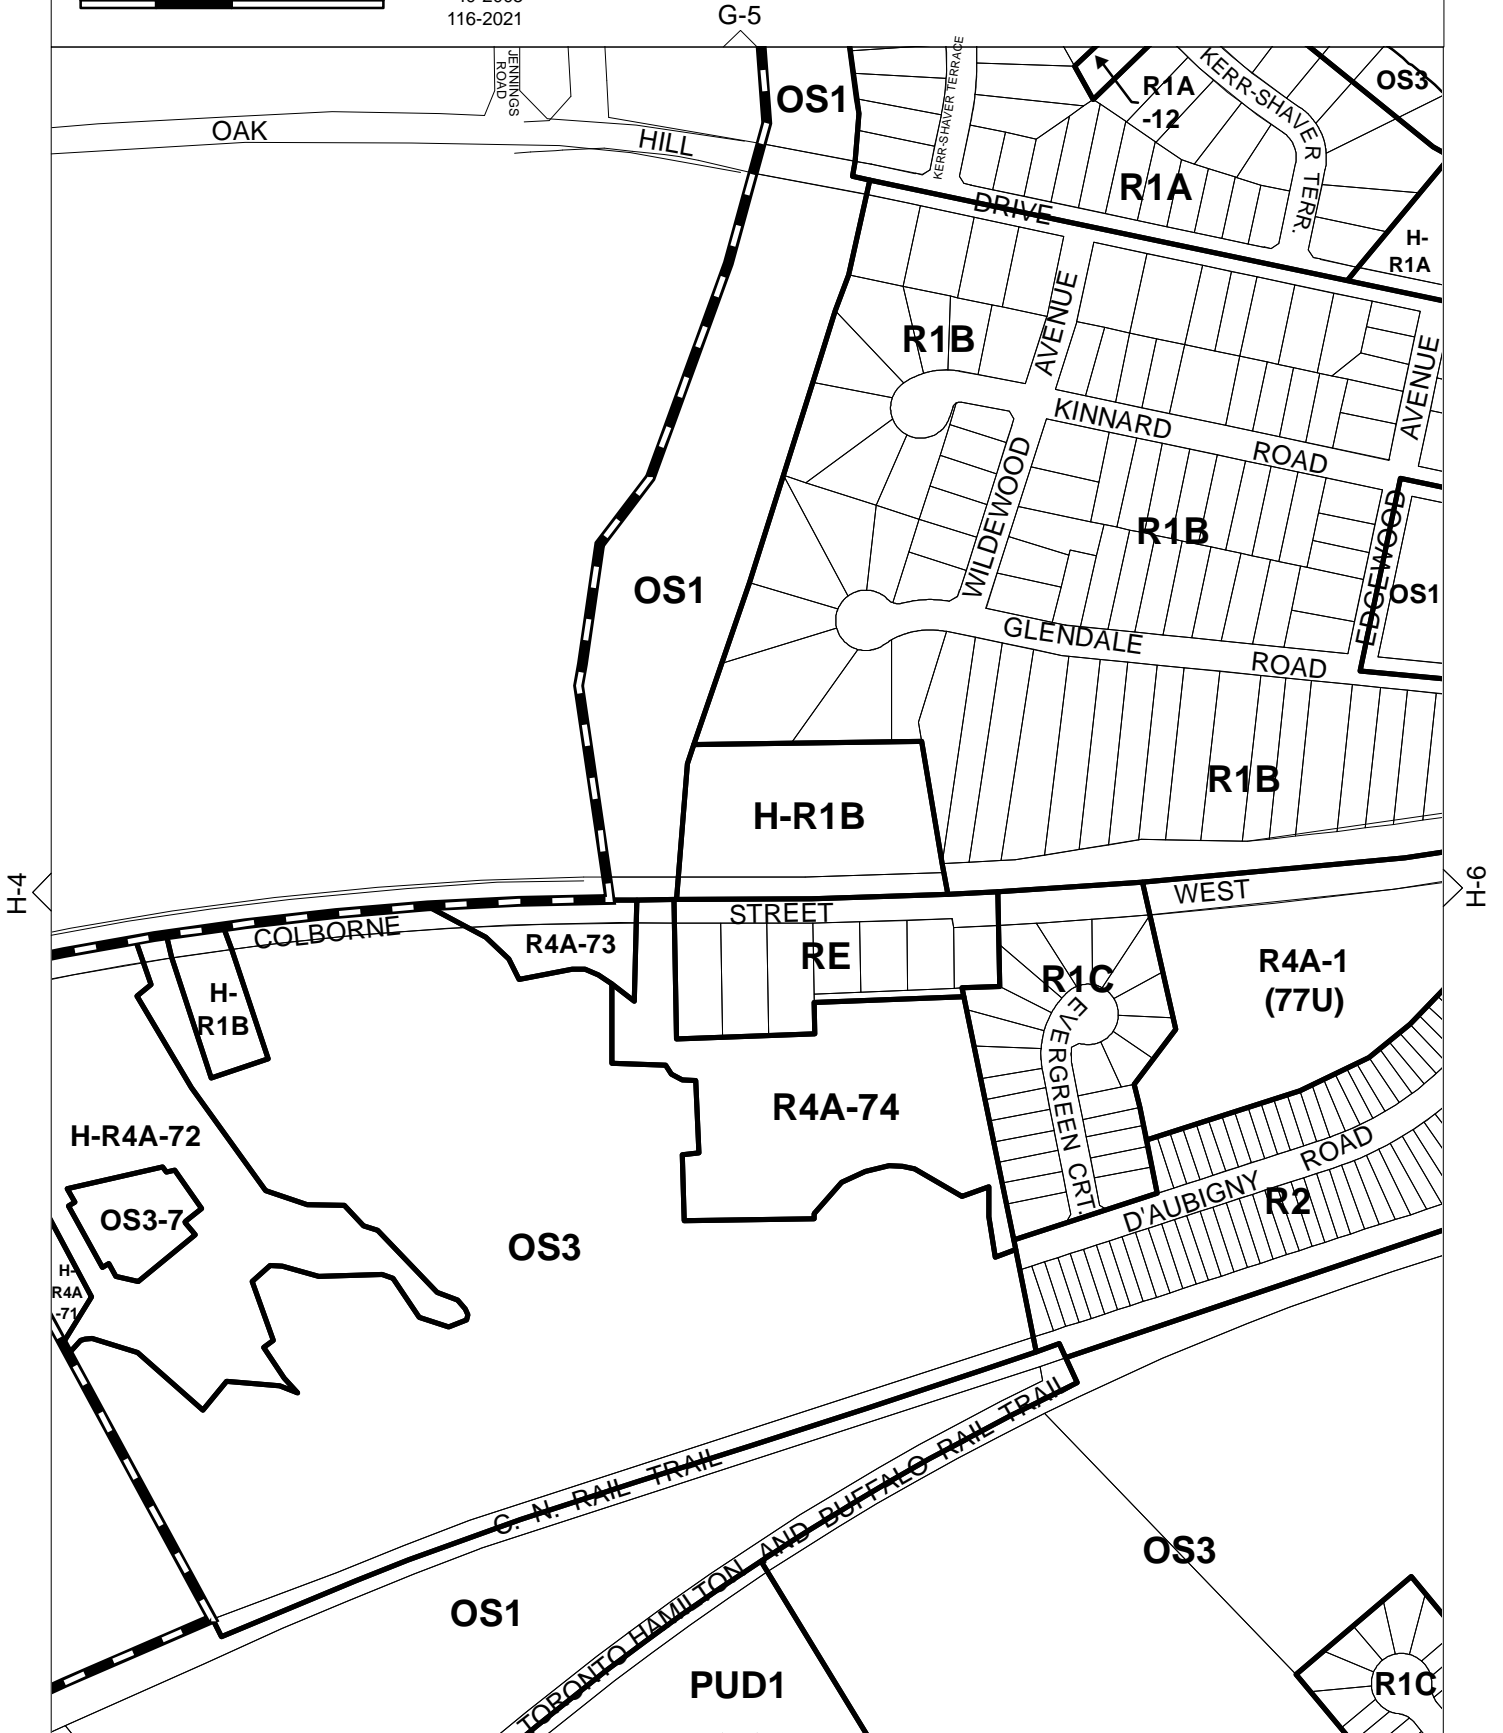 116-2021
G-5
JENNINGS
ROAD
OAK
HILL
OS1
KERR-SHAVER TERRACE
R1A
-12
KERR-SHAVER TERR.
OS3
R1A
DRIVE
H-
R1A
R1B
AVENUE
AVENUE
KINNARD
ROAD
WILDEWOOD
R1B
EDGEWOOD
OS1
OS1
GLENDALE
ROAD
R1B
H-R1B
H-4
H-6
COLBORNE
STREET
WEST
R4A-73
RE
R1C
R4A-1
(77U)
H-
R1B
EVERGREEN CRT.
R4A-74
H-R4A-72
OS3-7
D'AUBIGNY
ROAD
R2
OS3
H-
R4A
-71
C. N. RAIL TRAIL
TORONTO HAMILTON AND BUFFALO RAIL TRAIL
OS3
OS1
PUD1
R1C